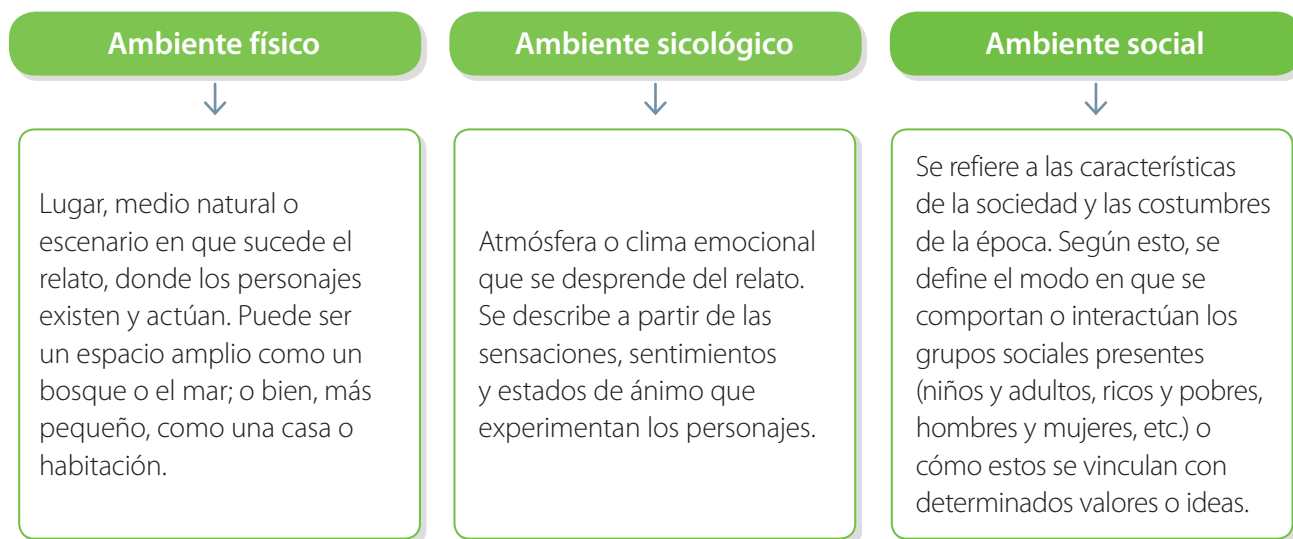 Ambiente físico
Lugar, medio natural o
escenario en que sucede el
relato, donde los personajes
existen y actúan. Puede ser
un espacio amplio como un
bosque o el mar; o bien, más
pequeño, como una casa o
habitación.
Ambiente sicológico
Atmósfera o clima emocional
que se desprende del relato.
Se describe a partir de las
sensaciones, sentimientos
y estados de ánimo que
experimentan los personajes.
Ambiente social
Se refiere a las características
de la sociedad y las costumbres
de la época. Según esto, se
define el modo en que se
comportan o interactúan los
grupos sociales presentes
(niños y adultos, ricos y pobres,
hombres y mujeres, etc.) o
cómo estos se vinculan con
determinados valores o ideas.